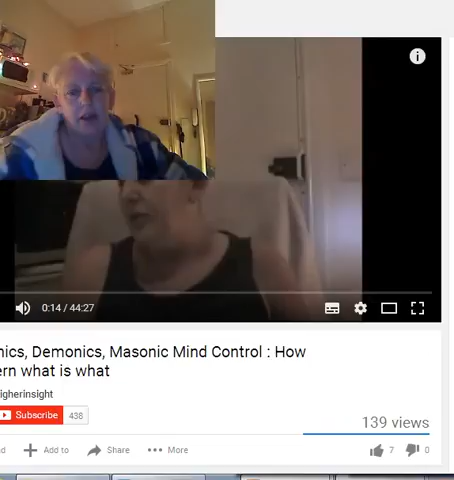 0:14 / 44:27
nics, Demonics, Masonic Mind Control : How
ern what is what
igherinsight
Subscribe 438
139 views
d Add to Share More 7 0